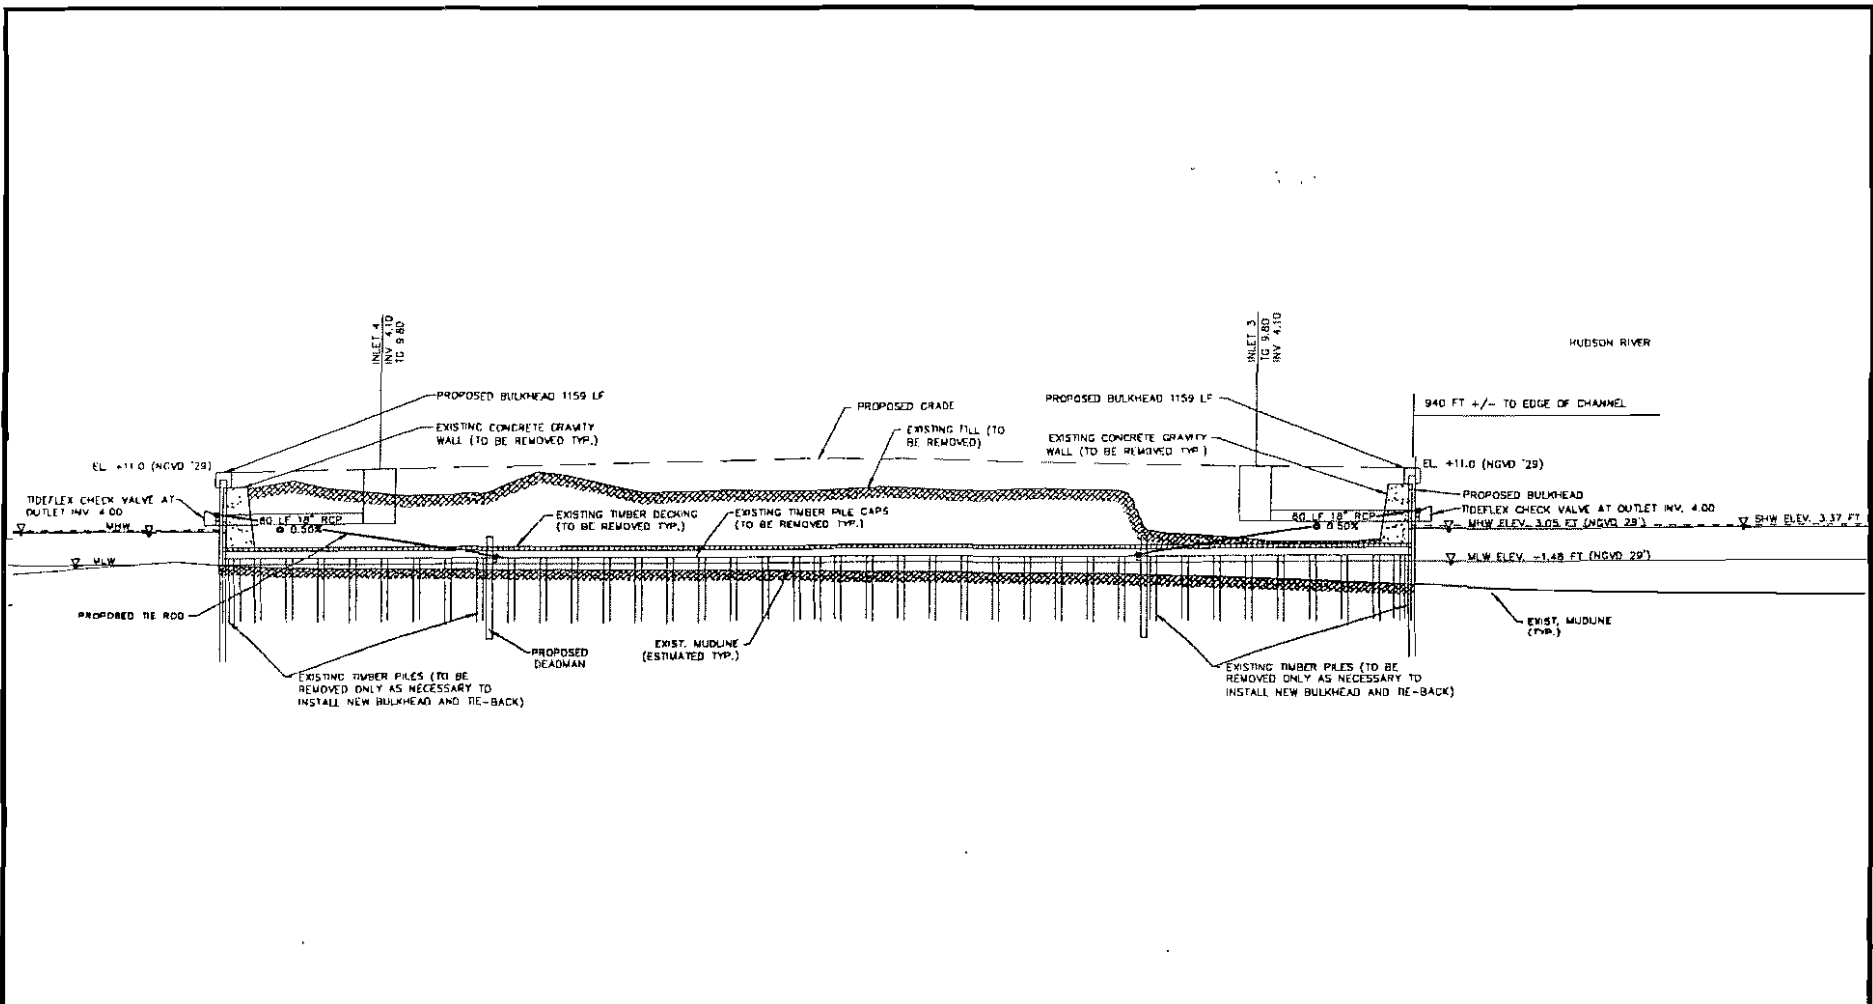 INLET 4
INV 4.10
TG 9.80
INLET 3
TG 9.80
INV 4.10
HUDSON RIVER
PROPOSED BULKHEAD 1159 LF
PROPOSED GRADE
PROPOSED BULKHEAD 1159 LF
940 FT +/- TO EDGE OF CHANNEL
EXISTING CONCRETE GRAVITY
WALL (TO BE REMOVED TYP.)
EXISTING FILL (TO
BE REMOVED)
EXISTING CONCRETE GRAVITY
WALL (TO BE REMOVED TYP.)
EL. +11.0 (NGVD '29)
EL. +11.0 (NGVD '29)
TIDEFLEX CHECK VALVE AT
OUTLET INV. 4.00
PROPOSED BULKHEAD
TIDEFLEX CHECK VALVE AT OUTLET INV. 4.00
60 LF 18" RCP
@ 0.50%
EXISTING TIMBER DECKING
(TO BE REMOVED TYP.)
EXISTING TIMBER PILE CAPS
(TO BE REMOVED TYP.)
60 LF 18" RCP
@ 0.50%
MHW
MHW ELEV. 3.05 FT (NGVD 29')
SHW ELEV. 3.37 FT
MLW
MLW ELEV. -1.48 FT (NGVD 29')
PROPOSED TIE ROD
PROPOSED
DEADMAN
EXIST. MUDLINE
(ESTIMATED TYP.)
EXIST. MUDLINE
(TYP.)
EXISTING TIMBER PILES (TO BE
REMOVED ONLY AS NECESSARY TO
INSTALL NEW BULKHEAD AND TIE-BACK)
EXISTING TIMBER PILES (TO BE
REMOVED ONLY AS NECESSARY TO
INSTALL NEW BULKHEAD AND TIE-BACK)